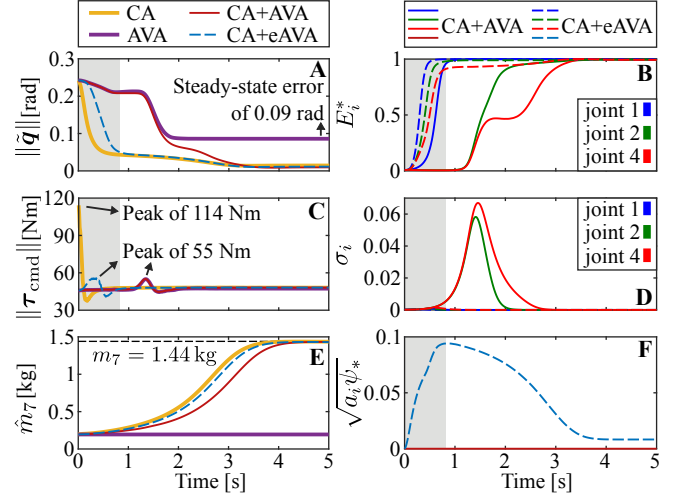 CA
CA+AVA
AVA
CA+eAVA
CA+AVA
CA+eAVA
0.3
0.2
0.1
0
||q̃|| [rad]
A
Steady-state error
of 0.09 rad
1
0.5
0
E*ᵢ
B
joint 1
joint 2
joint 4
120
90
60
30
||τcmd||[Nm]
C
Peak of 114 Nm
Peak of 55 Nm
0.06
0.04
0.02
0
σᵢ
D
joint 1
joint 2
joint 4
1.5
1
0.5
0
m̂₇ [kg]
E
m₇ = 1.44 kg
0 1 2 3 4 5
Time [s]
0.1
0.05
0
√aᵢψ*
F
0 1 2 3 4 5
Time [s]